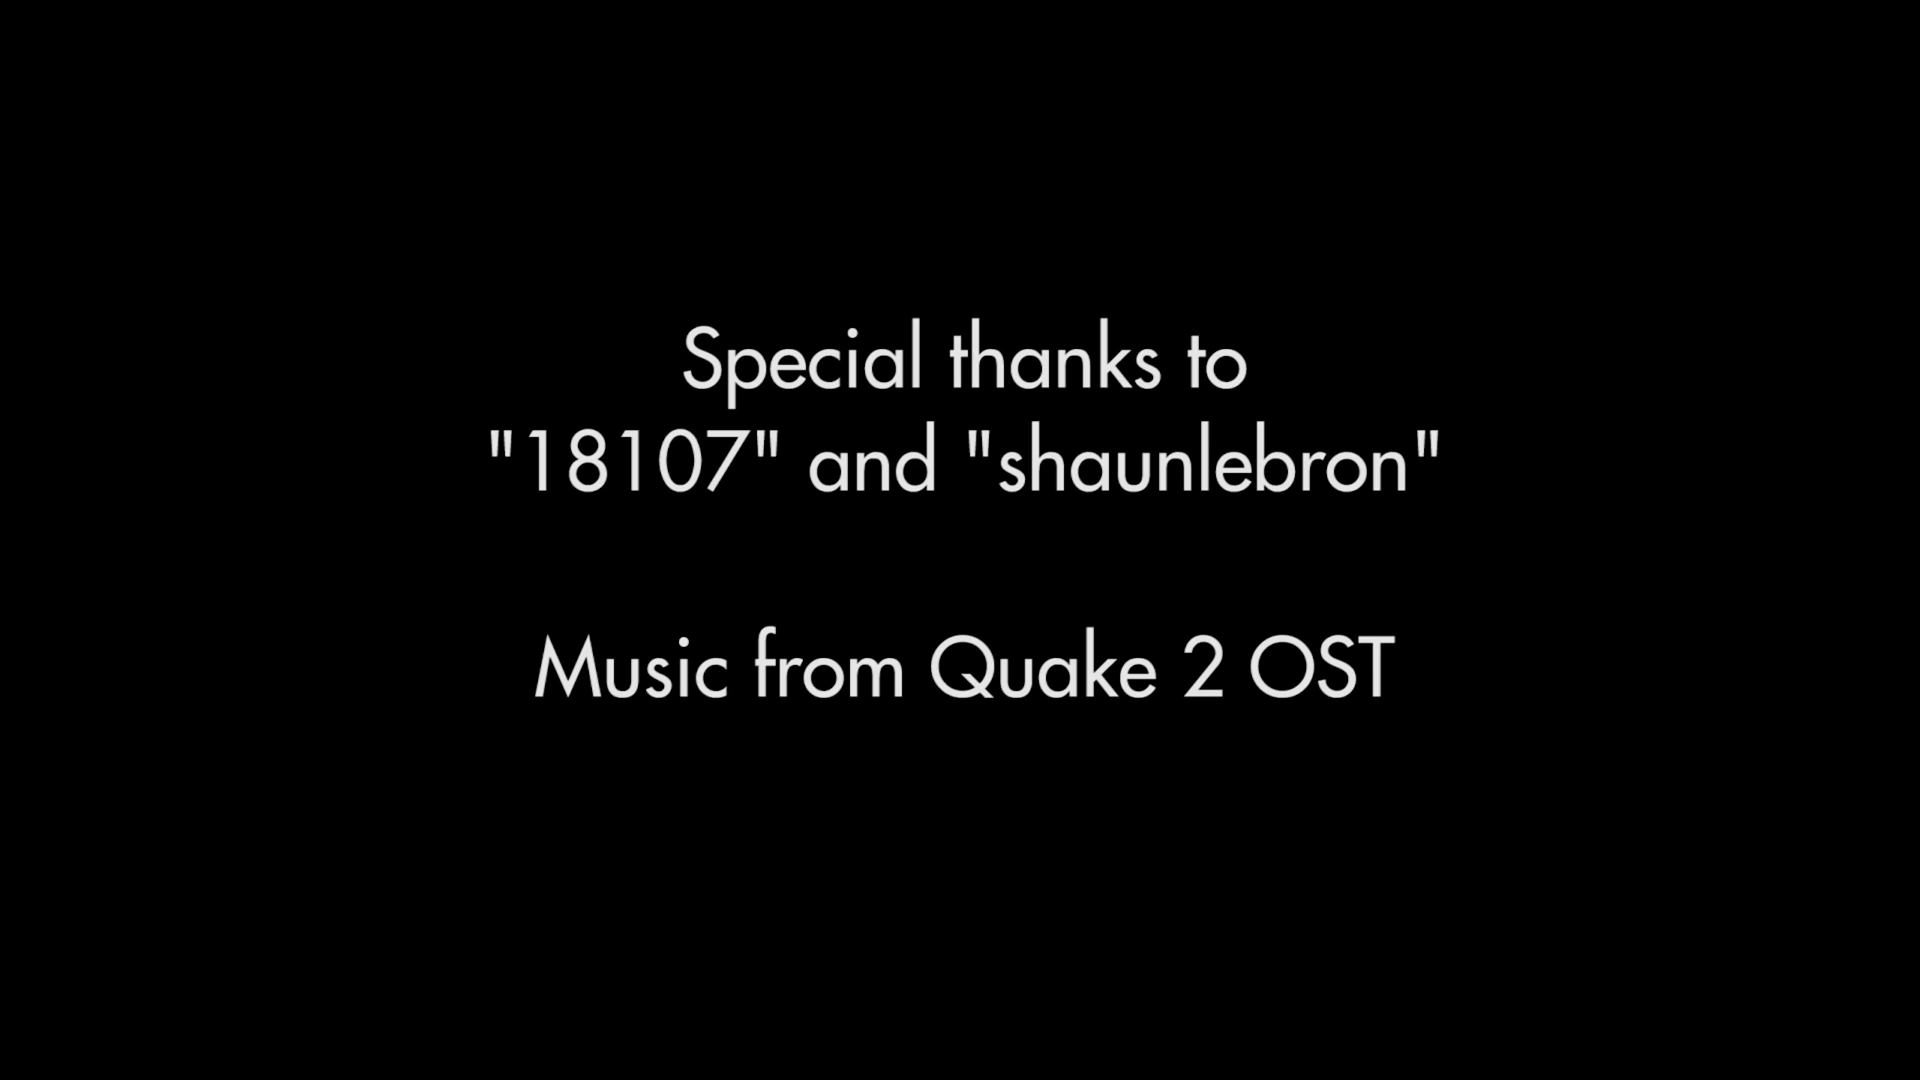 Special thanks to
"18107" and "shaunlebron"
Music from Quake 2 OST